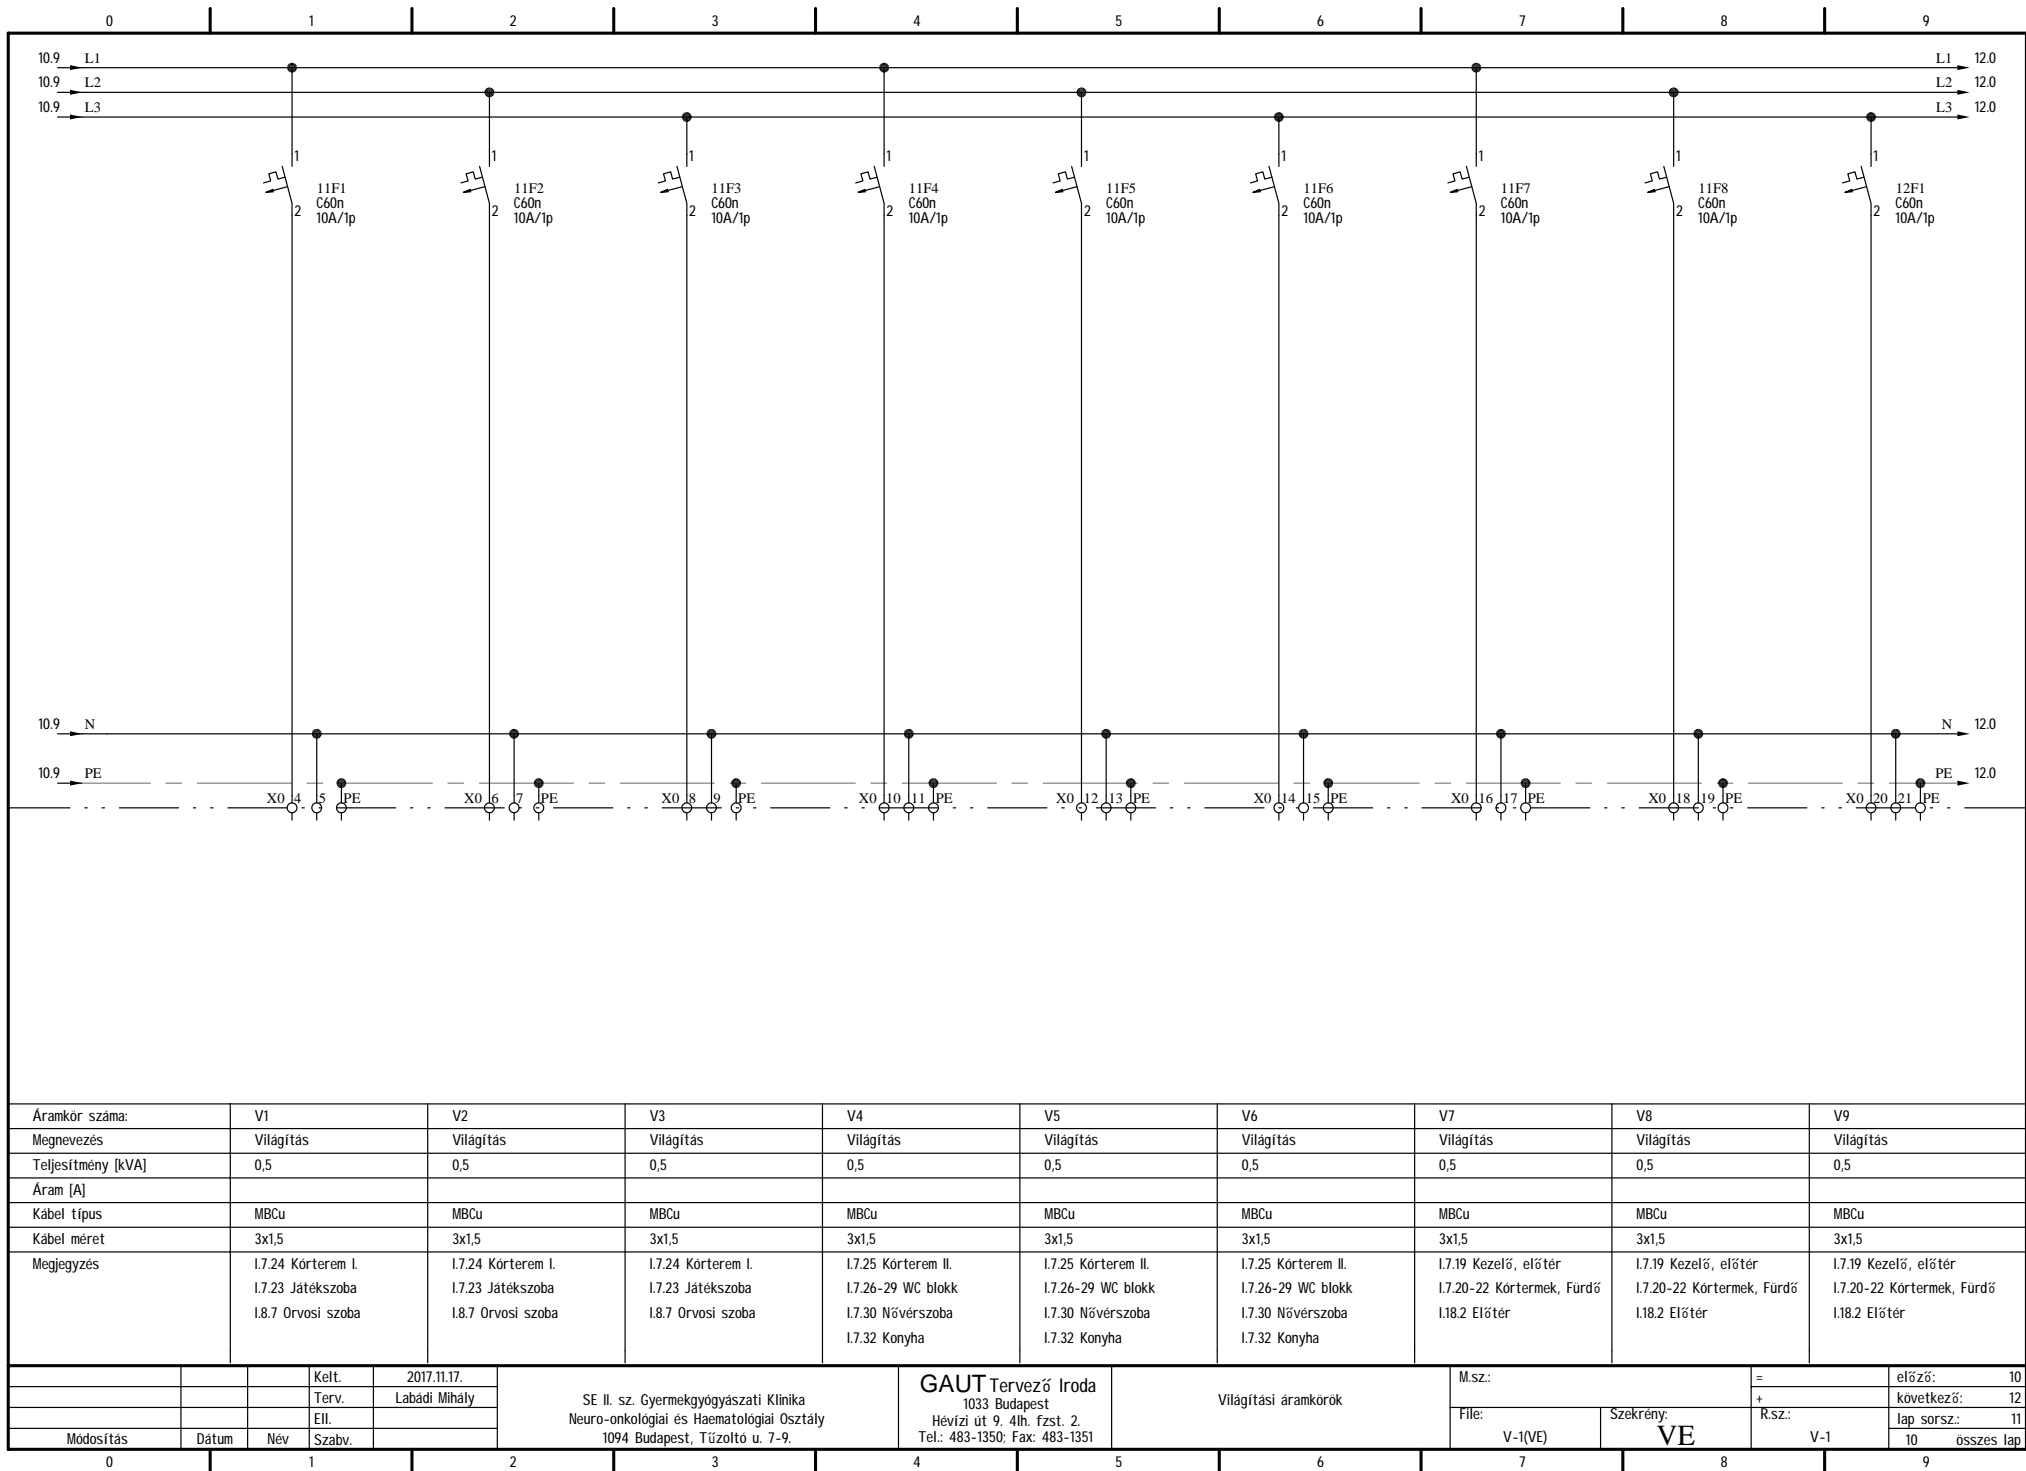 0 1 2 3 4 5 6 7 8 9
10.9 L1 L1 12.0
10.9 L2 L2 12.0
10.9 L3 L3 12.0
1 1 1 1 1 1 1 1 1
11F1 11F2 11F3 11F4 11F5 11F6 11F7 11F8 12F1
C60n C60n C60n C60n C60n C60n C60n C60n C60n
2 10A/1p 2 10A/1p 2 10A/1p 2 10A/1p 2 10A/1p 2 10A/1p 2 10A/1p 2 10A/1p 2 10A/1p
10.9 N N 12.0
10.9 PE PE 12.0
X0 4 5 PE X0 6 7 PE X0 8 9 PE X0 10 11 PE X0 12 13 PE X0 14 15 PE X0 16 17 PE X0 18 19 PE X0 20 21 PE
Áramkör száma: V1 V2 V3 V4 V5 V6 V7 V8 V9
Megnevezés Világítás Világítás Világítás Világítás Világítás Világítás Világítás Világítás Világítás
Teljesítmény [kVA] 0,5 0,5 0,5 0,5 0,5 0,5 0,5 0,5 0,5
Áram [A]
Kábel típus MBCu MBCu MBCu MBCu MBCu MBCu MBCu MBCu MBCu
Kábel méret 3x1,5 3x1,5 3x1,5 3x1,5 3x1,5 3x1,5 3x1,5 3x1,5 3x1,5
Megjegyzés I.7.24 Kórterem I. I.7.24 Kórterem I. I.7.24 Kórterem I. I.7.25 Kórterem II. I.7.25 Kórterem II. I.7.25 Kórterem II. I.7.19 Kezelő, előtér I.7.19 Kezelő, előtér I.7.19 Kezelő, előtér
I.7.23 Játékszoba I.7.23 Játékszoba I.7.23 Játékszoba I.7.26-29 WC blokk I.7.26-29 WC blokk I.7.26-29 WC blokk I.7.20-22 Kórtermek, Fürdő I.7.20-22 Kórtermek, Fürdő I.7.20-22 Kórtermek, Fürdő
I.8.7 Orvosi szoba I.8.7 Orvosi szoba I.8.7 Orvosi szoba I.7.30 Nővérszoba I.7.30 Nővérszoba I.7.30 Nővérszoba I.18.2 Előtér I.18.2 Előtér I.18.2 Előtér
I.7.32 Konyha I.7.32 Konyha I.7.32 Konyha
Kelt. 2017.11.17.
Terv. Labádi Mihály
Ell.
Módosítás Dátum Név Szabv.
SE II. sz. Gyermekgyógyászati Klinika
Neuro-onkológiai és Haematológiai Osztály
1094 Budapest, Tűzoltó u. 7-9.
GAUT Tervező Iroda
1033 Budapest
Hévízi út 9. 4lh. fzst. 2.
Tel.: 483-1350; Fax: 483-1351
Világítási áramkörök
M.sz.: =
+
File: Szekrény: R.sz.:
V-1(VE) VE V-1
előző: 10
következő: 12
lap sorsz.: 11
10 összes lap
0 1 2 3 4 5 6 7 8 9